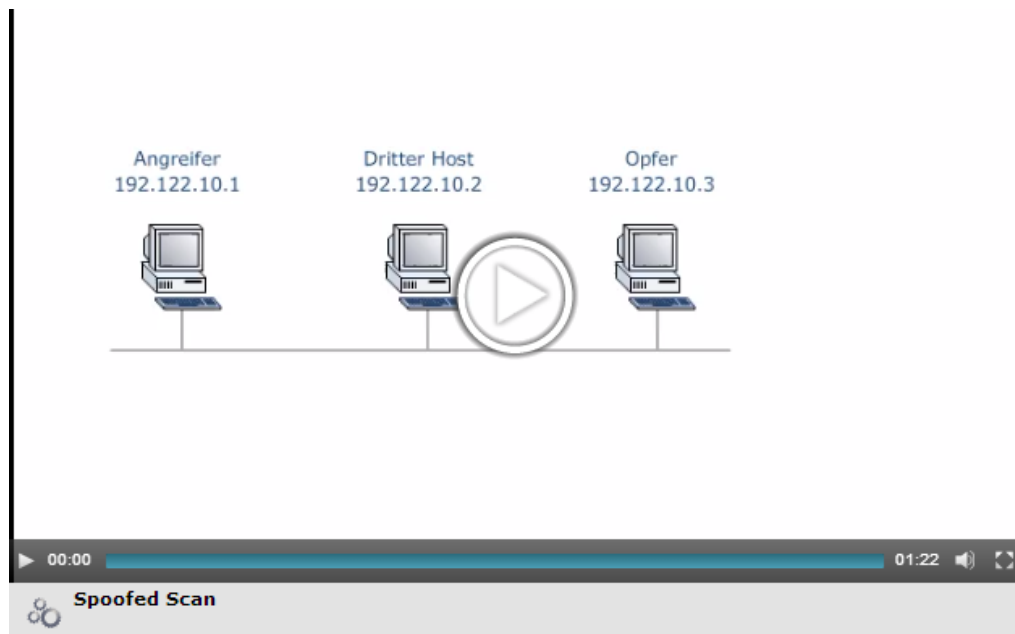 Angreifer
192.122.10.1
Dritter Host
192.122.10.2
Opfer
192.122.10.3
00:00
01:22
Spoofed Scan